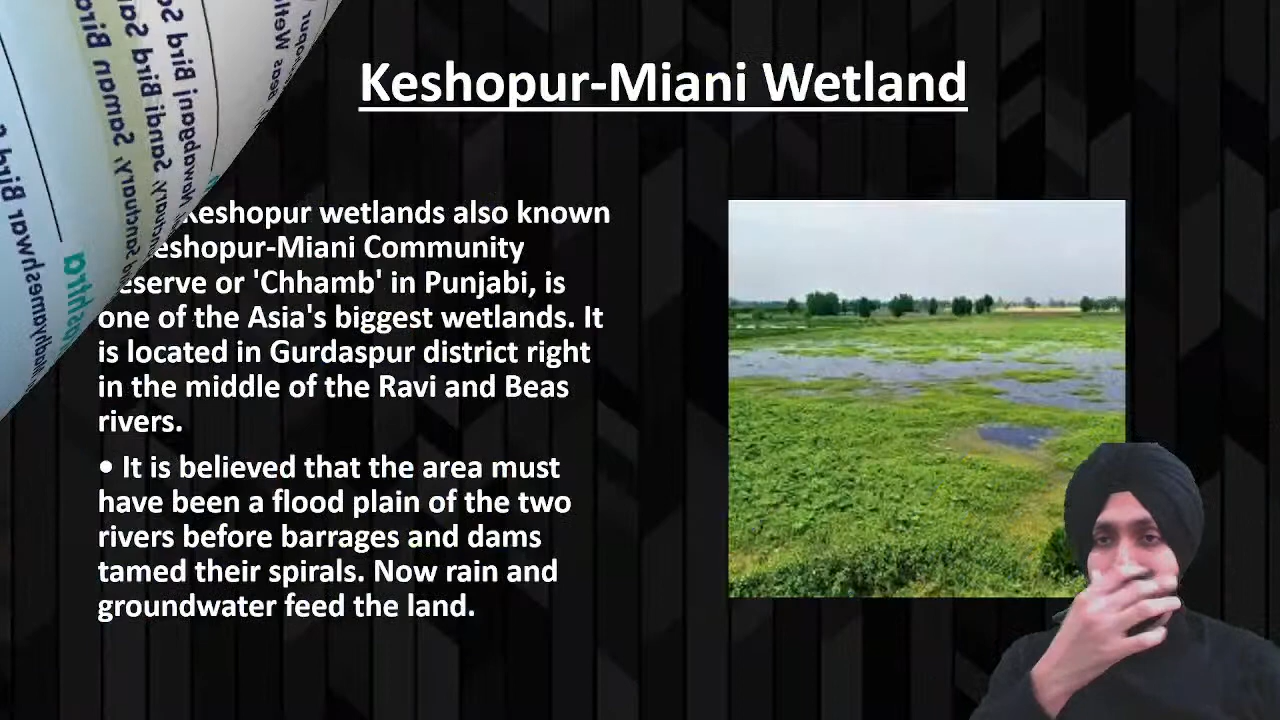 Keshopur-Miani Wetland
Keshopur wetlands also known
eshopur-Miani Community
eserve or 'Chhamb' in Punjabi, is
one of the Asia's biggest wetlands. It
is located in Gurdaspur district right
in the middle of the Ravi and Beas
rivers.
• It is believed that the area must
have been a flood plain of the two
rivers before barrages and dams
tamed their spirals. Now rain and
groundwater feed the land.